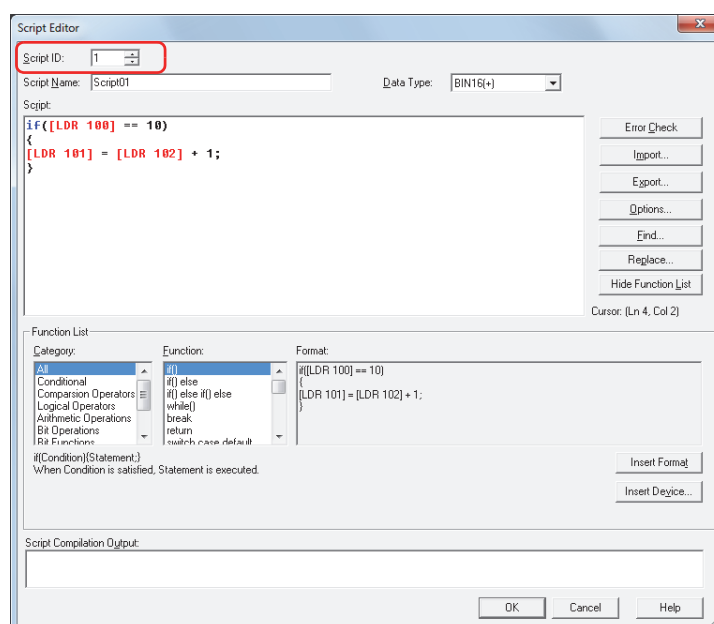 Script Editor
Script ID: 1
Script Name: Script01 Data Type: BIN16(+)
Script:
if([LDR 100] == 10)
{
[LDR 101] = [LDR 102] + 1;
}
Error Check
Import...
Export...
Options...
Find...
Replace...
Hide Function List
Cursor: (Ln 4, Col 2)
Function List
Category: Function: Format:
All
Conditional
Comparsion Operators
Logical Operators
Arithmetic Operations
Bit Operations
Bit Functions
if()
if() else
if() else if() else
while()
break
return
switch case default
if([LDR 100] == 10)
{
[LDR 101] = [LDR 102] + 1;
}
if(Condition){Statement;}
When Condition is satisfied, Statement is executed.
Insert Format
Insert Device...
Script Compilation Output:
OK Cancel Help